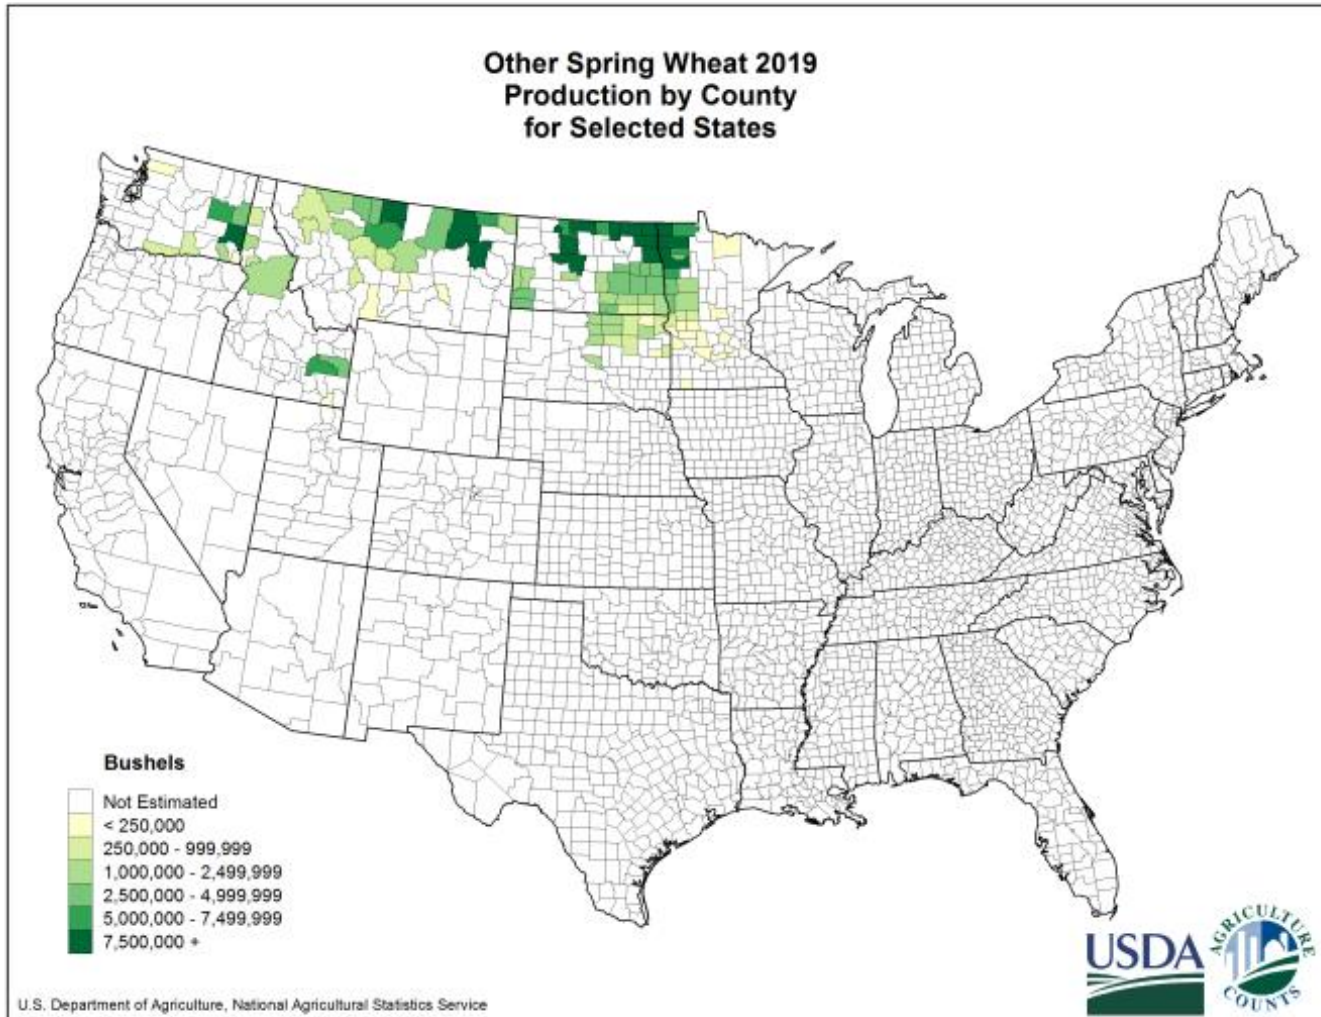 Other Spring Wheat 2019
Production by County
for Selected States
Bushels
Not Estimated
< 250,000
250,000 - 999,999
1,000,000 - 2,499,999
2,500,000 - 4,999,999
5,000,000 - 7,499,999
7,500,000 +
U.S. Department of Agriculture, National Agricultural Statistics Service
USDA
AGRICULTURE
COUNTS